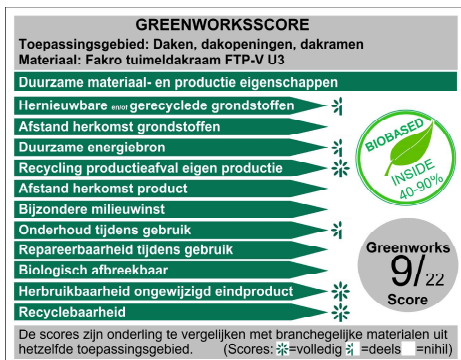 GREENWORKSSCORE
Toepassingsgebied: Daken, dakopeningen, dakramen
Materiaal: Fakro tuimeldakraam FTP-V U3
Duurzame materiaal- en productie eigenschappen
Hernieuwbare en/of gerecyclede grondstoffen
Afstand herkomst grondstoffen
Duurzame energiebron
Recycling productieafval eigen productie
Afstand herkomst product
Bijzondere milieuwinst
Onderhoud tijdens gebruik
Repareerbaarheid tijdens gebruik
Biologisch afbreekbaar
Herbruikbaarheid ongewijzigd eindproduct
Recyclebaarheid
BIOBASED
INSIDE
40-90%
Greenworks
9/22
Score
De scores zijn onderling te vergelijken met branchegelijke materialen uit
hetzelfde toepassingsgebied. (Scores: =volledig =deels =nihil)